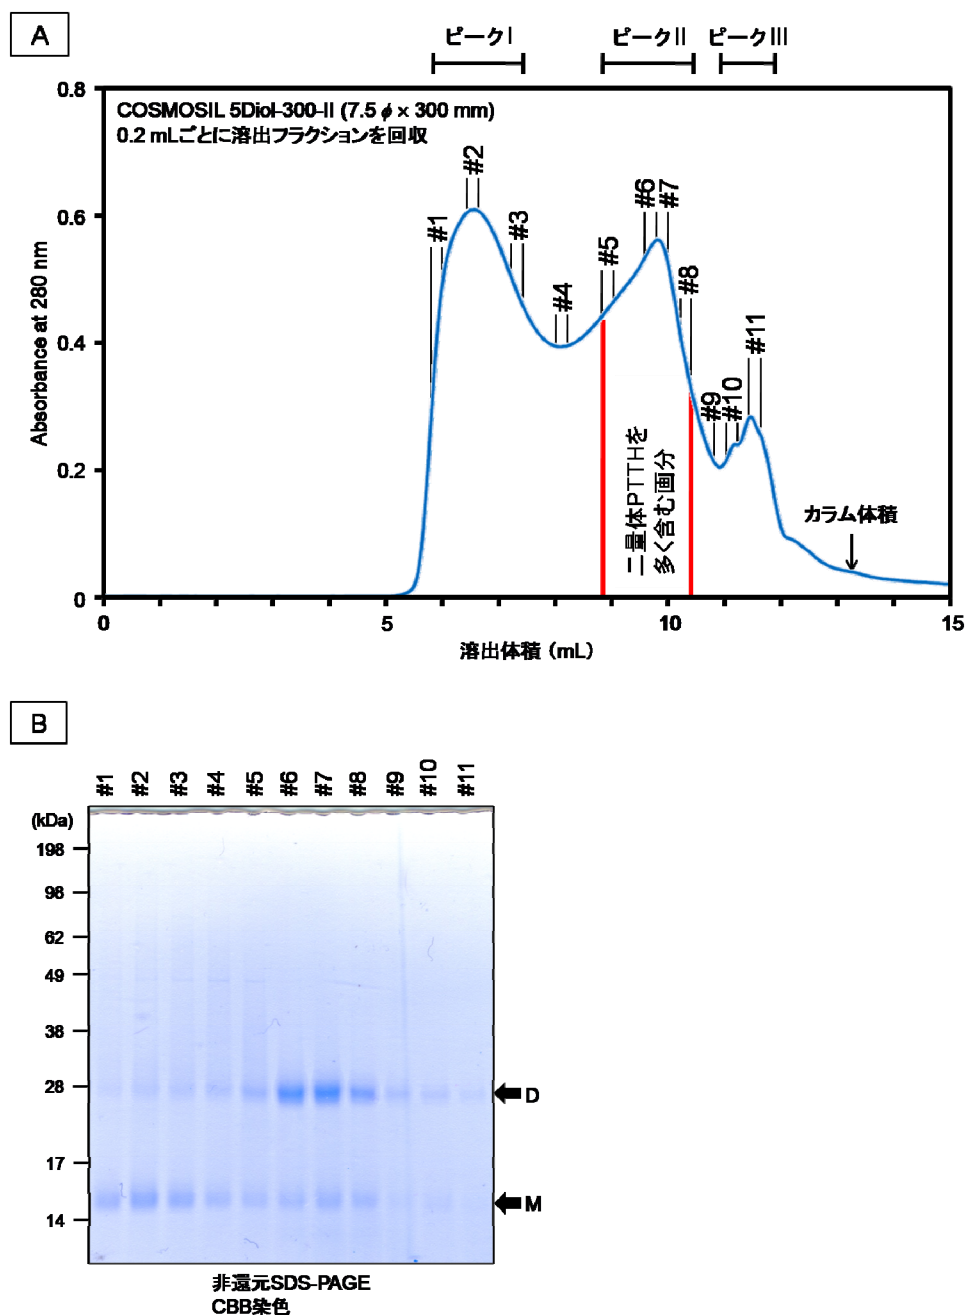 A
ピークI
ピークII
ピークIII
COSMOSIL 5Diol-300-II (7.5 φ × 300 mm)
0.2 mLごとに溶出フラクションを回収
Absorbance at 280 nm
0.8
0.6
0.4
0.2
0
#1
#2
#3
#4
#5
#6
#7
#8
#9
#10
#11
二量体PTTHを
多く含む画分
カラム体積
0
5
10
15
溶出体積 (mL)
B
#1
#2
#3
#4
#5
#6
#7
#8
#9
#10
#11
(kDa)
198
98
62
49
38
28
17
14
D
M
非還元SDS-PAGE
CBB染色